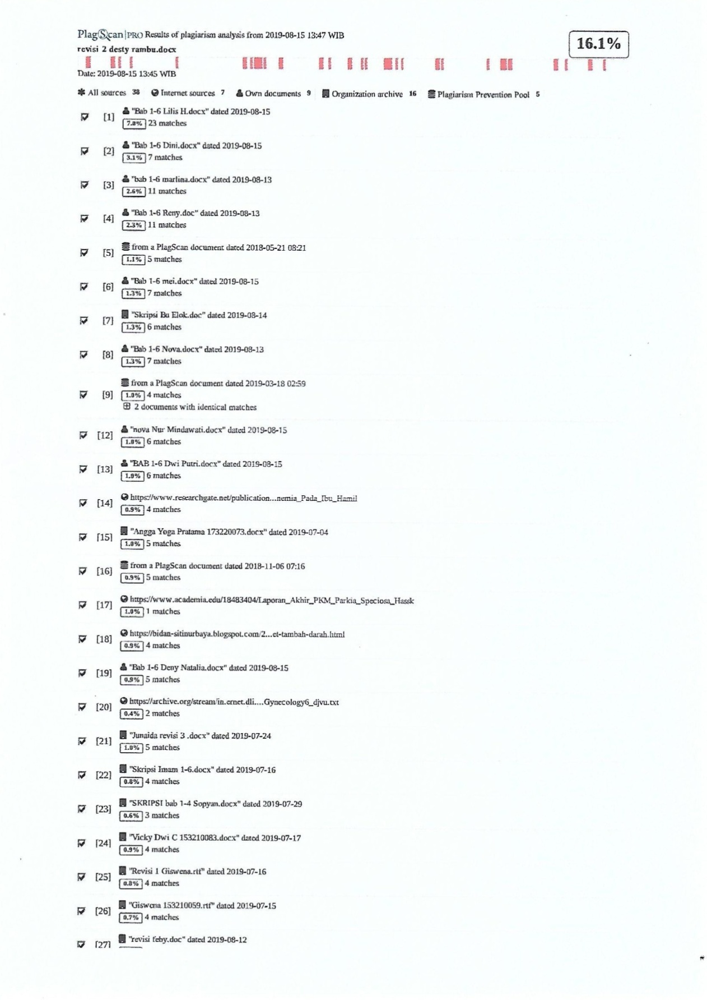 PlagScan|PRO Results of plagiarism analysis from 2019-08-15 13:47 WIB
16.1%
revisi 2 desty rambu.docx
Date: 2019-08-15 13:45 WIB
All sources 38 Internet sources 7 Own documents 9 Organization archive 16 Plagiarism Prevention Pool 5
[1] "Bab 1-6 Lilis H.docx" dated 2019-08-15
7.0% 23 matches
[2] "Bab 1-6 Dini.docx" dated 2019-08-15
3.1% 7 matches
[3] "bab 1-6 marlina.docx" dated 2019-08-13
2.6% 11 matches
[4] "Bab 1-6 Reny.doc" dated 2019-08-13
2.3% 11 matches
[5] from a PlagScan document dated 2018-05-21 08:21
1.1% 5 matches
[6] "Bab 1-6 mei.docx" dated 2019-08-15
1.3% 7 matches
[7] "Skripsi Bu Elok.doc" dated 2019-08-14
1.3% 6 matches
[8] "Bab 1-6 Nova.docx" dated 2019-08-13
1.3% 7 matches
[9] from a PlagScan document dated 2019-03-18 02:59
1.0% 4 matches
2 documents with identical matches
[12] "nova Nur Mindawati.docx" dated 2019-08-15
1.0% 6 matches
[13] "BAB 1-6 Dwi Putri.docx" dated 2019-08-15
1.0% 6 matches
[14] https://www.researchgate.net/publication...nemia_Pada_Ibu_Hamil
0.9% 4 matches
[15] "Angga Yoga Pratama 173220073.docx" dated 2019-07-04
1.0% 5 matches
[16] from a PlagScan document dated 2018-11-06 07:16
0.9% 5 matches
[17] https://www.academia.edu/18483404/Laporan_Akhir_PKM_Parkia_Speciosa_Hassk
1.0% 1 matches
[18] https://bidan-sitinurbaya.blogspot.com/2...et-tambah-darah.html
0.9% 4 matches
[19] "Bab 1-6 Deny Natalia.docx" dated 2019-08-15
0.9% 5 matches
[20] https://archive.org/stream/in.ernet.dli....Gynecology6_djvu.txt
0.4% 2 matches
[21] "Junaida revisi 3 .docx" dated 2019-07-24
1.0% 5 matches
[22] "Skripsi Imam 1-6.docx" dated 2019-07-16
0.8% 4 matches
[23] "SKRIPSI bab 1-4 Sopyan.docx" dated 2019-07-29
0.6% 3 matches
[24] "Vicky Dwi C 153210083.docx" dated 2019-07-17
0.9% 4 matches
[25] "Revisi 1 Giswena.rtf" dated 2019-07-16
0.8% 4 matches
[26] "Giswena 153210059.rtf" dated 2019-07-15
0.7% 4 matches
[27] "revisi feby.doc" dated 2019-08-12